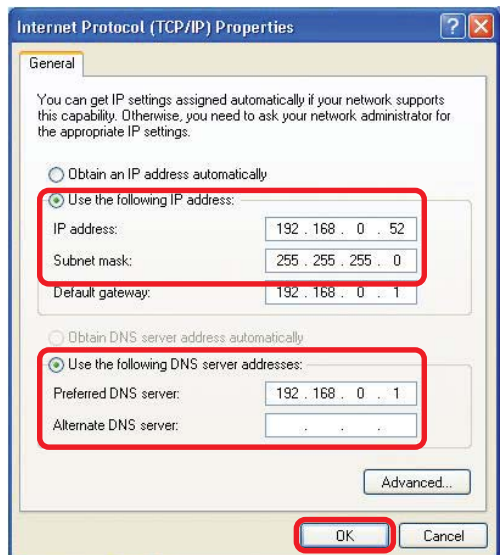 Internet Protocol (TCP/IP) Properties
General
You can get IP settings assigned automatically if your network supports
this capability. Otherwise, you need to ask your network administrator for
the appropriate IP settings.
Obtain an IP address automatically
Use the following IP address:
IP address: 192 . 168 . 0 . 52
Subnet mask: 255 . 255 . 255 . 0
Default gateway: 192 . 168 . 0 . 1
Obtain DNS server address automatically
Use the following DNS server addresses:
Preferred DNS server: 192 . 168 . 0 . 1
Alternate DNS server: . . .
Advanced...
OK Cancel